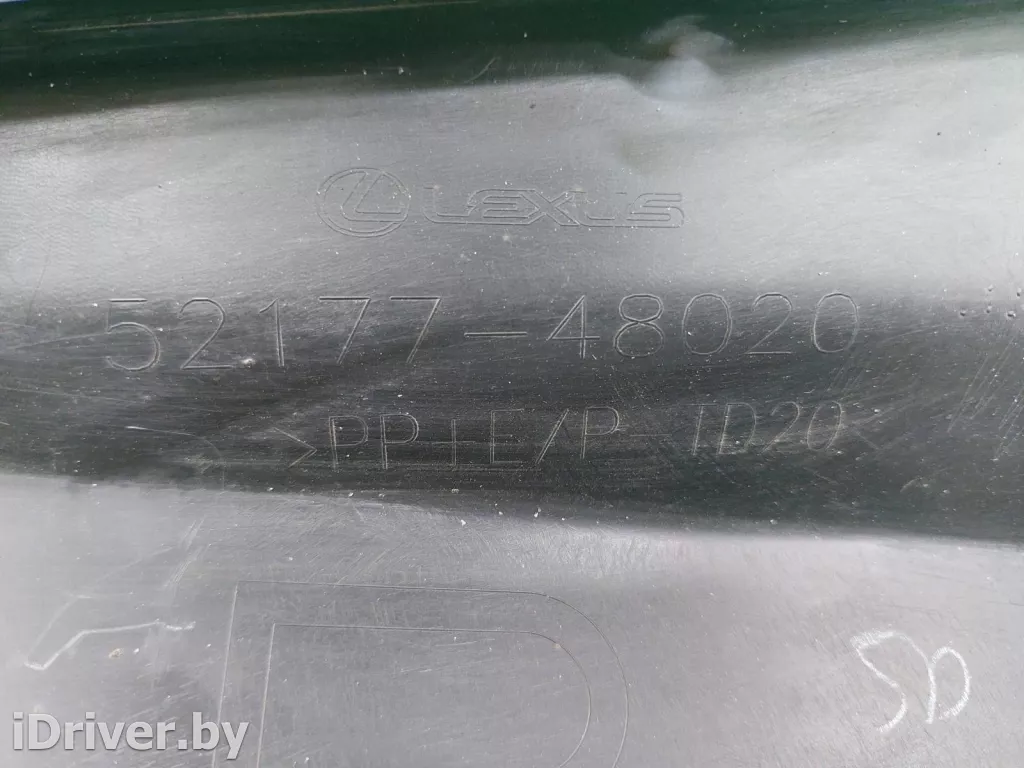 LEXUS
52177-48020
>PP+E/P-TD20<
iDriver.by